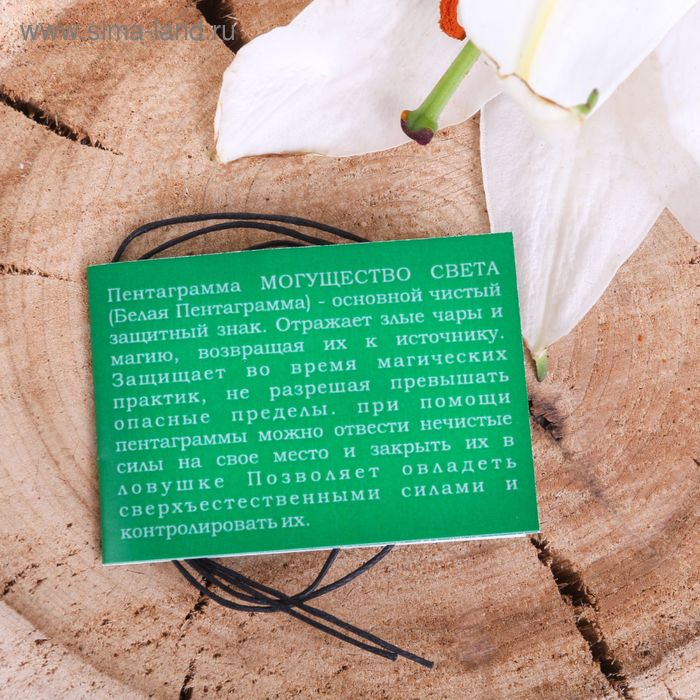 www.sima-land.ru
Пентаграмма МОГУЩЕСТВО СВЕТА
(Белая Пентаграмма) - основной чистый
защитный знак. Отражает злые чары и
магию, возвращая их к источнику.
Защищает во время магических
практик, не разрешая превышать
опасные пределы. при помощи
пентаграммы можно отвести нечистые
силы на свое место и закрыть их в
ловушке Позволяет овладеть
сверхъестественными силами и
контролировать их.